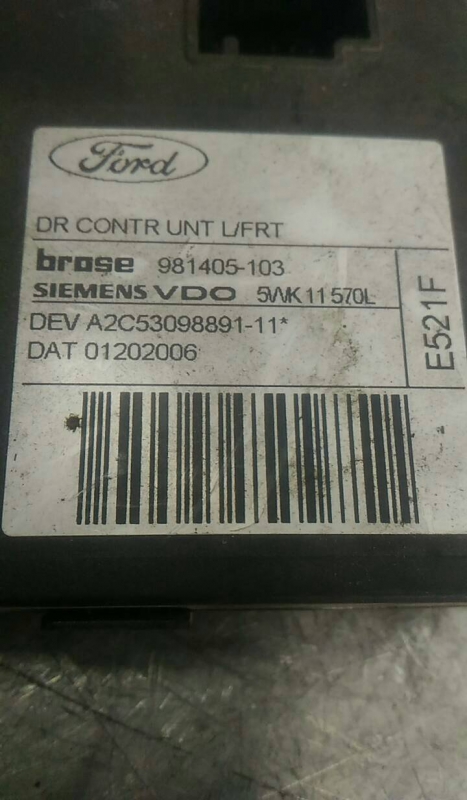 Ford
DR CONTR UNT L/FRT
brose 981405-103
SIEMENS VDO 5WK11570L
DEV A2C53098891-11*
DAT 01202006
E521F